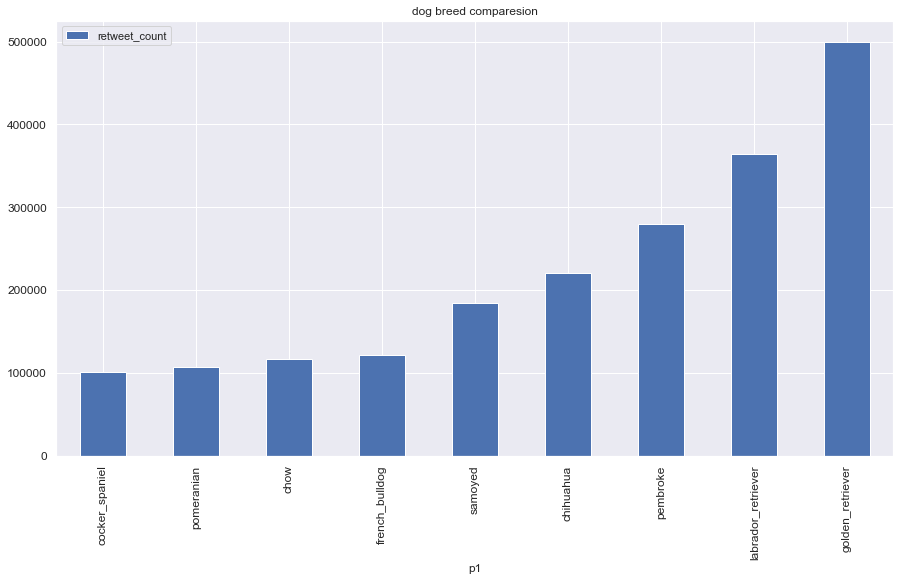 dog breed comparesion
retweet_count
500000
400000
300000
200000
100000
0
cocker_spaniel
pomeranian
chow
french_bulldog
samoyed
chihuahua
pembroke
labrador_retriever
golden_retriever
p1